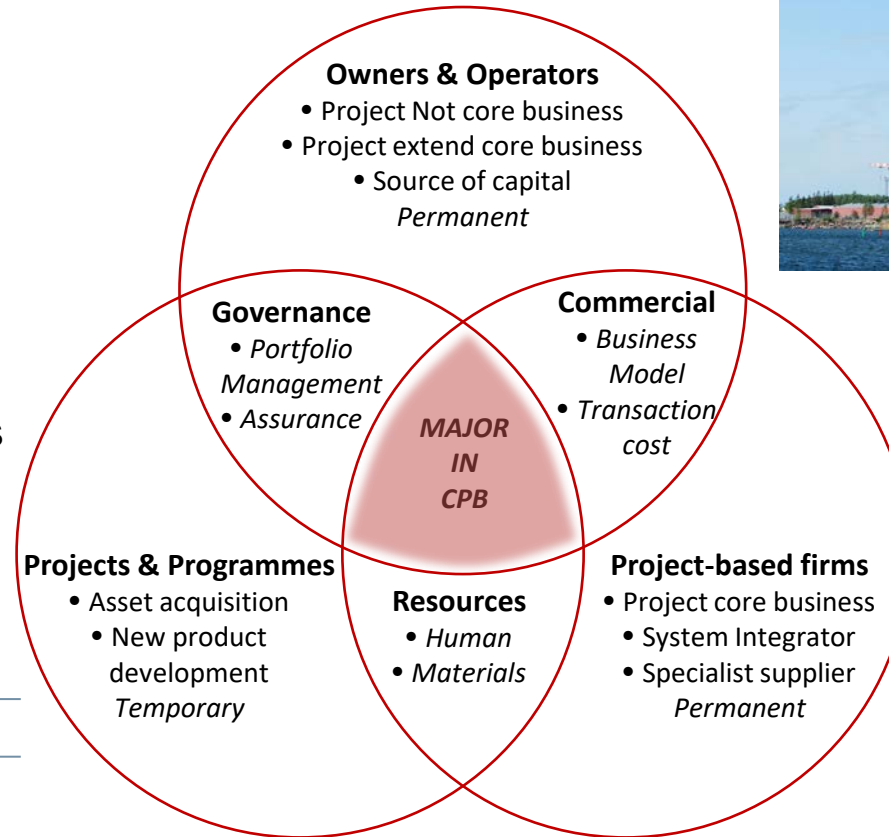 Owners & Operators
• Project Not core business
• Project extend core business
• Source of capital
Permanent
Governance
• Portfolio
Management
• Assurance
Commercial
• Business
Model
• Transaction
cost
MAJOR
IN
CPB
s
Projects & Programmes
• Asset acquisition
• New product
development
Temporary
Resources
• Human
• Materials
Project-based firms
• Project core business
• System Integrator
• Specialist supplier
Permanent